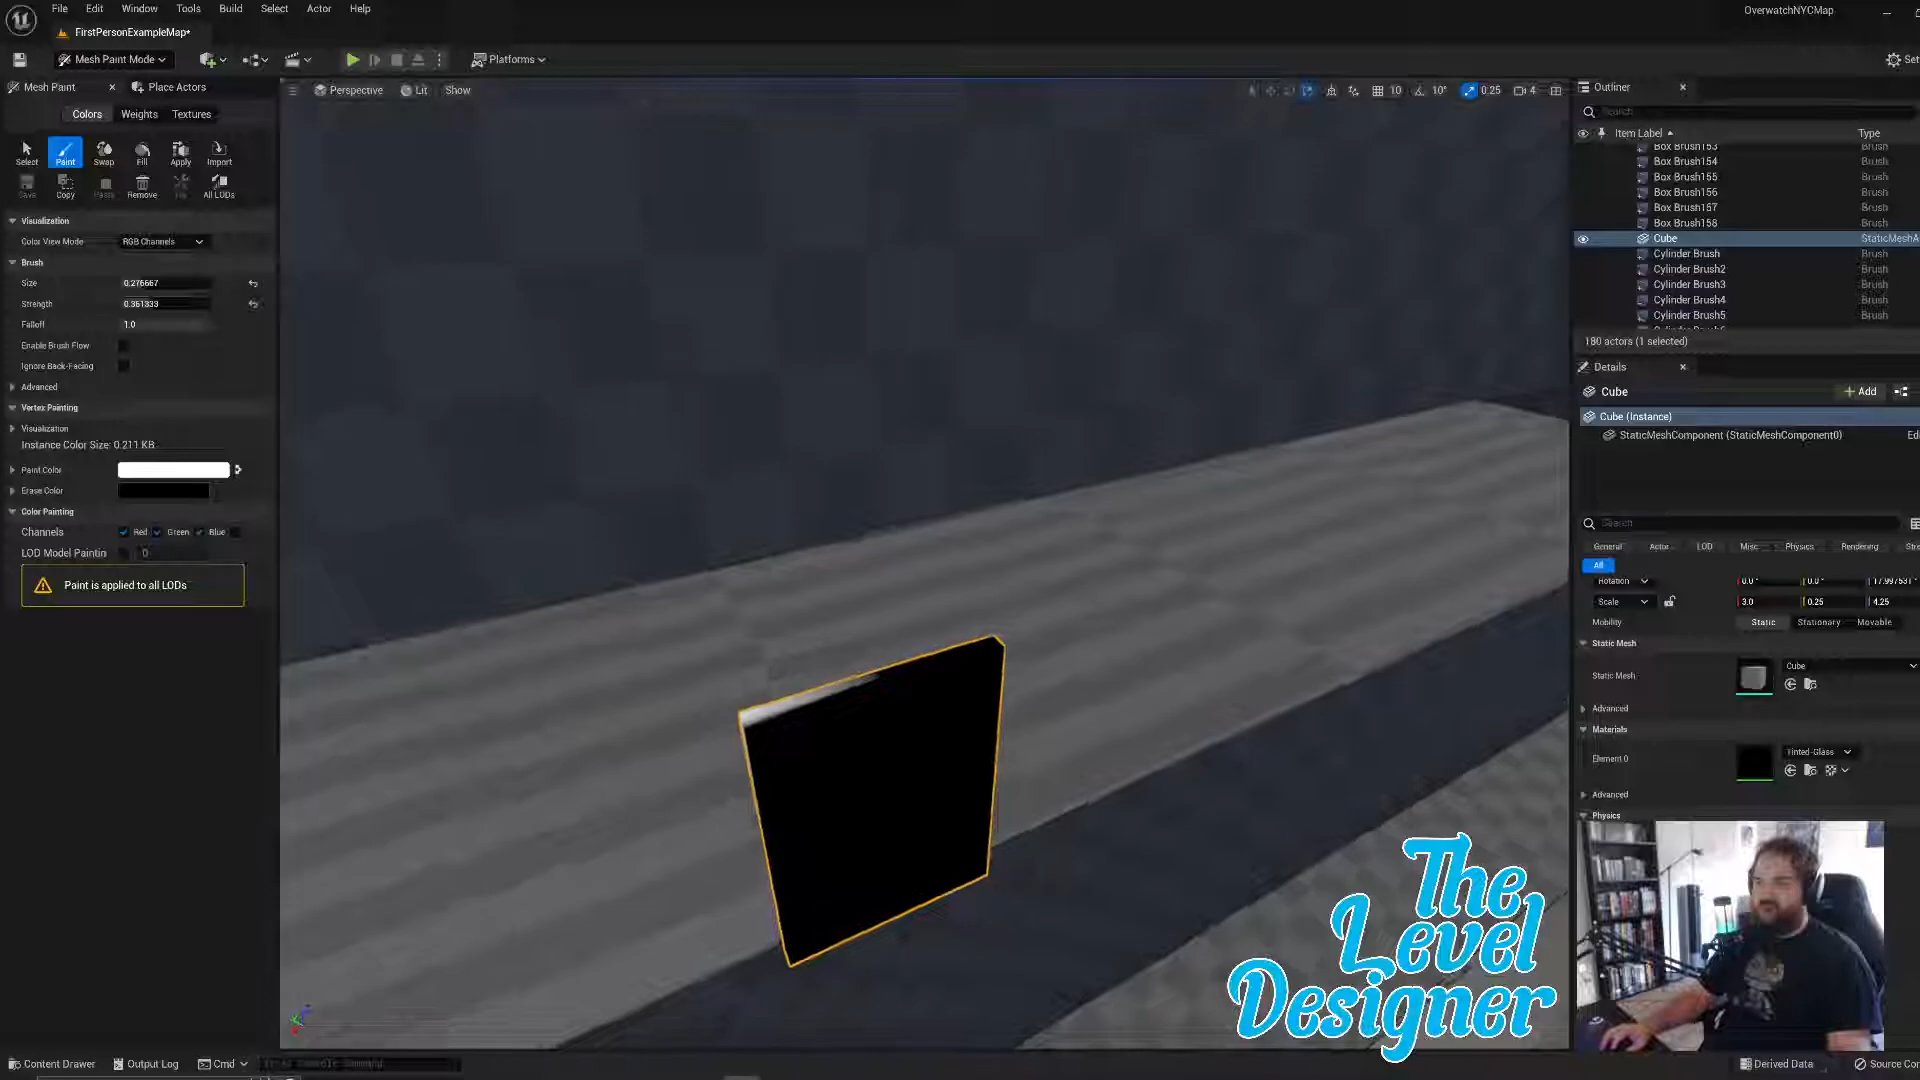 File Edit Window Tools Build Select Actor Help
OverwatchNYCMap
FirstPersonExampleMap*
Mesh Paint Mode
Platforms
Mesh Paint
Place Actors
Colors Weights Textures
Select Paint Swap Fill Apply Import
Save Copy Paste Remove Fix All LODs
Visualization
Color View Mode RGB Channels
Brush
Size 0.276667
Strength 0.361333
Falloff 1.0
Enable Brush Flow
Ignore Back-Facing
Advanced
Vertex Painting
Visualization
Instance Color Size: 0.211 KB
Paint Color
Erase Color
Color Painting
Channels Red Green Blue
LOD Model Paintin 0
Paint is applied to all LODs
Perspective Lit Show
10 10° 0.25 4
Outliner
Search
Item Label Type
Box Brush153 Brush
Box Brush154 Brush
Box Brush155 Brush
Box Brush156 Brush
Box Brush157 Brush
Box Brush158 Brush
Cube StaticMeshA
Cylinder Brush Brush
Cylinder Brush2 Brush
Cylinder Brush3 Brush
Cylinder Brush4 Brush
Cylinder Brush5 Brush
180 actors (1 selected)
Details
Cube
Add
Cube (Instance)
StaticMeshComponent (StaticMeshComponent0) Edi
Search
General Actor LOD Misc Physics Rendering Stre
All
Rotation 0.0° 0.0° 17.997531°
Scale 3.0 0.25 4.25
Mobility Static Stationary Movable
Static Mesh
Static Mesh Cube
Advanced
Materials
Element 0 Tinted-Glass
Advanced
Physics
The
Level
Designer
Content Drawer Output Log Cmd
Derived Data Source Con